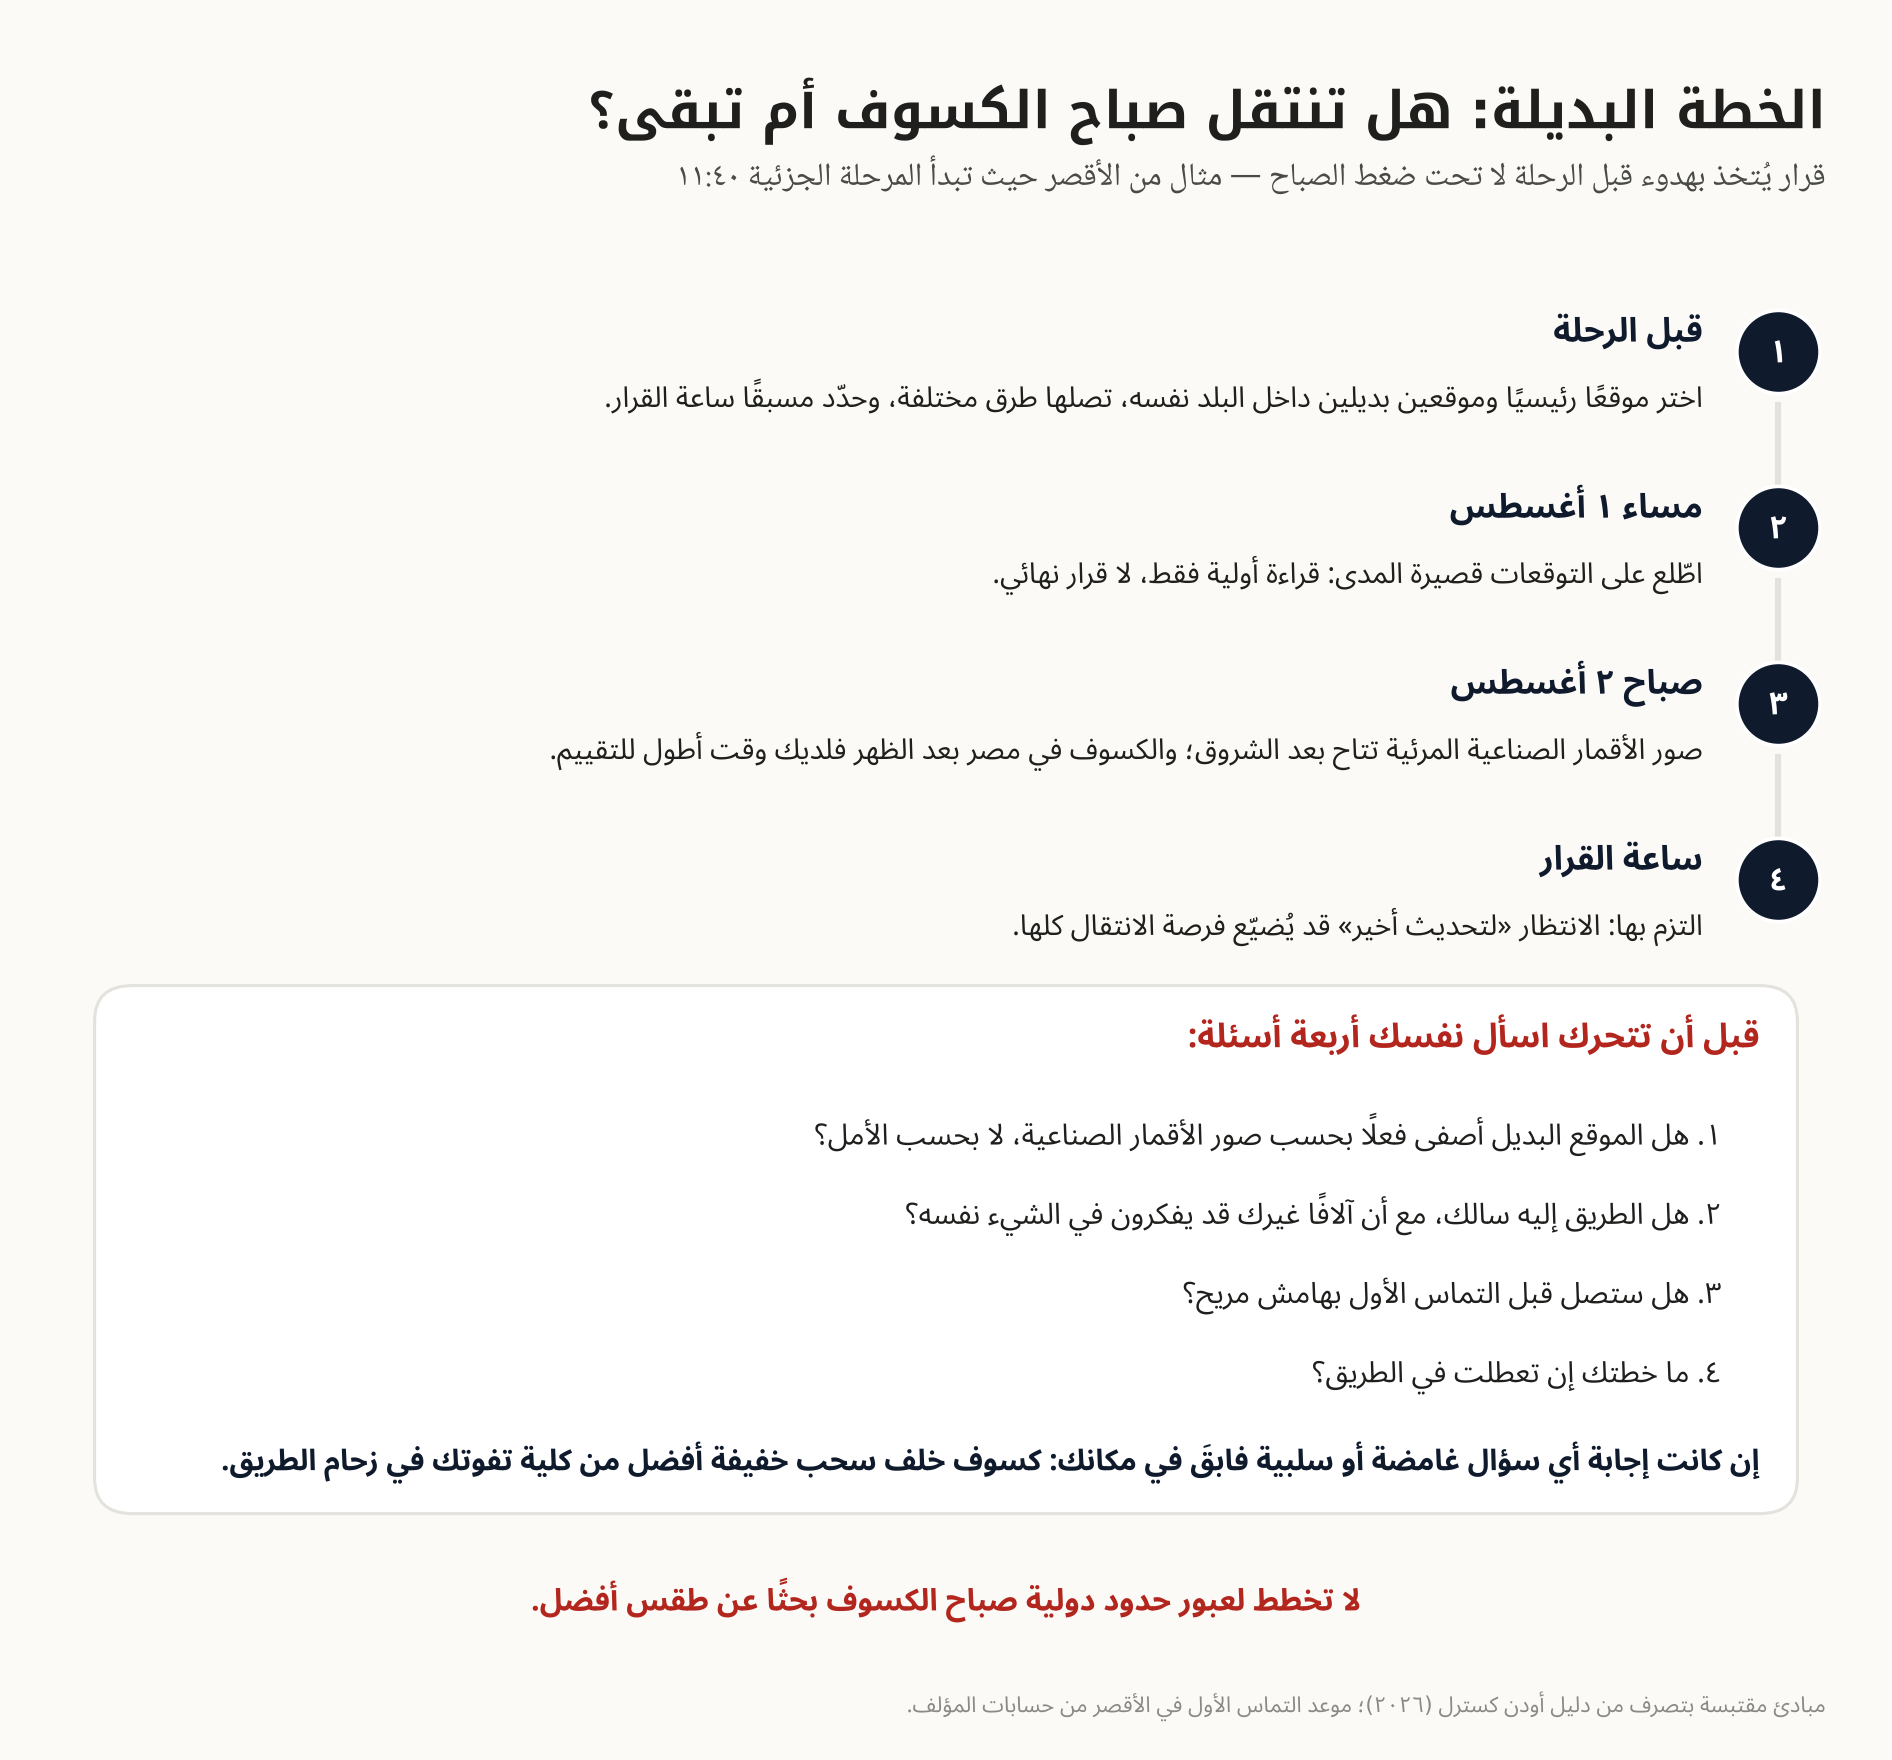 الخطة البديلة: هل تنتقل صباح الكسوف أم تبقى؟
قرار يُتخذ بهدوء قبل الرحلة لا تحت ضغط الصباح — مثال من الأقصر حيث تبدأ المرحلة الجزئية ١١:٤٠
١
قبل الرحلة
اختر موقعًا رئيسيًا وموقعين بديلين داخل البلد نفسه، تصلها طرق مختلفة، وحدّد مسبقًا ساعة القرار.
٢
مساء ١ أغسطس
اطّلع على التوقعات قصيرة المدى: قراءة أولية فقط، لا قرار نهائي.
٣
صباح ٢ أغسطس
صور الأقمار الصناعية المرئية تتاح بعد الشروق؛ والكسوف في مصر بعد الظهر فلديك وقت أطول للتقييم.
٤
ساعة القرار
التزم بها: الانتظار «لتحديث أخير» قد يُضيّع فرصة الانتقال كلها.
قبل أن تتحرك اسأل نفسك أربعة أسئلة:
١. هل الموقع البديل أصفى فعلًا بحسب صور الأقمار الصناعية، لا بحسب الأمل؟
٢. هل الطريق إليه سالك، مع أن آلافًا غيرك قد يفكرون في الشيء نفسه؟
٣. هل ستصل قبل التماس الأول بهامش مريح؟
٤. ما خطتك إن تعطلت في الطريق؟
إن كانت إجابة أي سؤال غامضة أو سلبية فابقَ في مكانك: كسوف خلف سحب خفيفة أفضل من كلية تفوتك في زحام الطريق.
لا تخطط لعبور حدود دولية صباح الكسوف بحثًا عن طقس أفضل.
مبادئ مقتبسة بتصرف من دليل أودن كسترل (٢٠٢٦)؛ موعد التماس الأول في الأقصر من حسابات المؤلف.